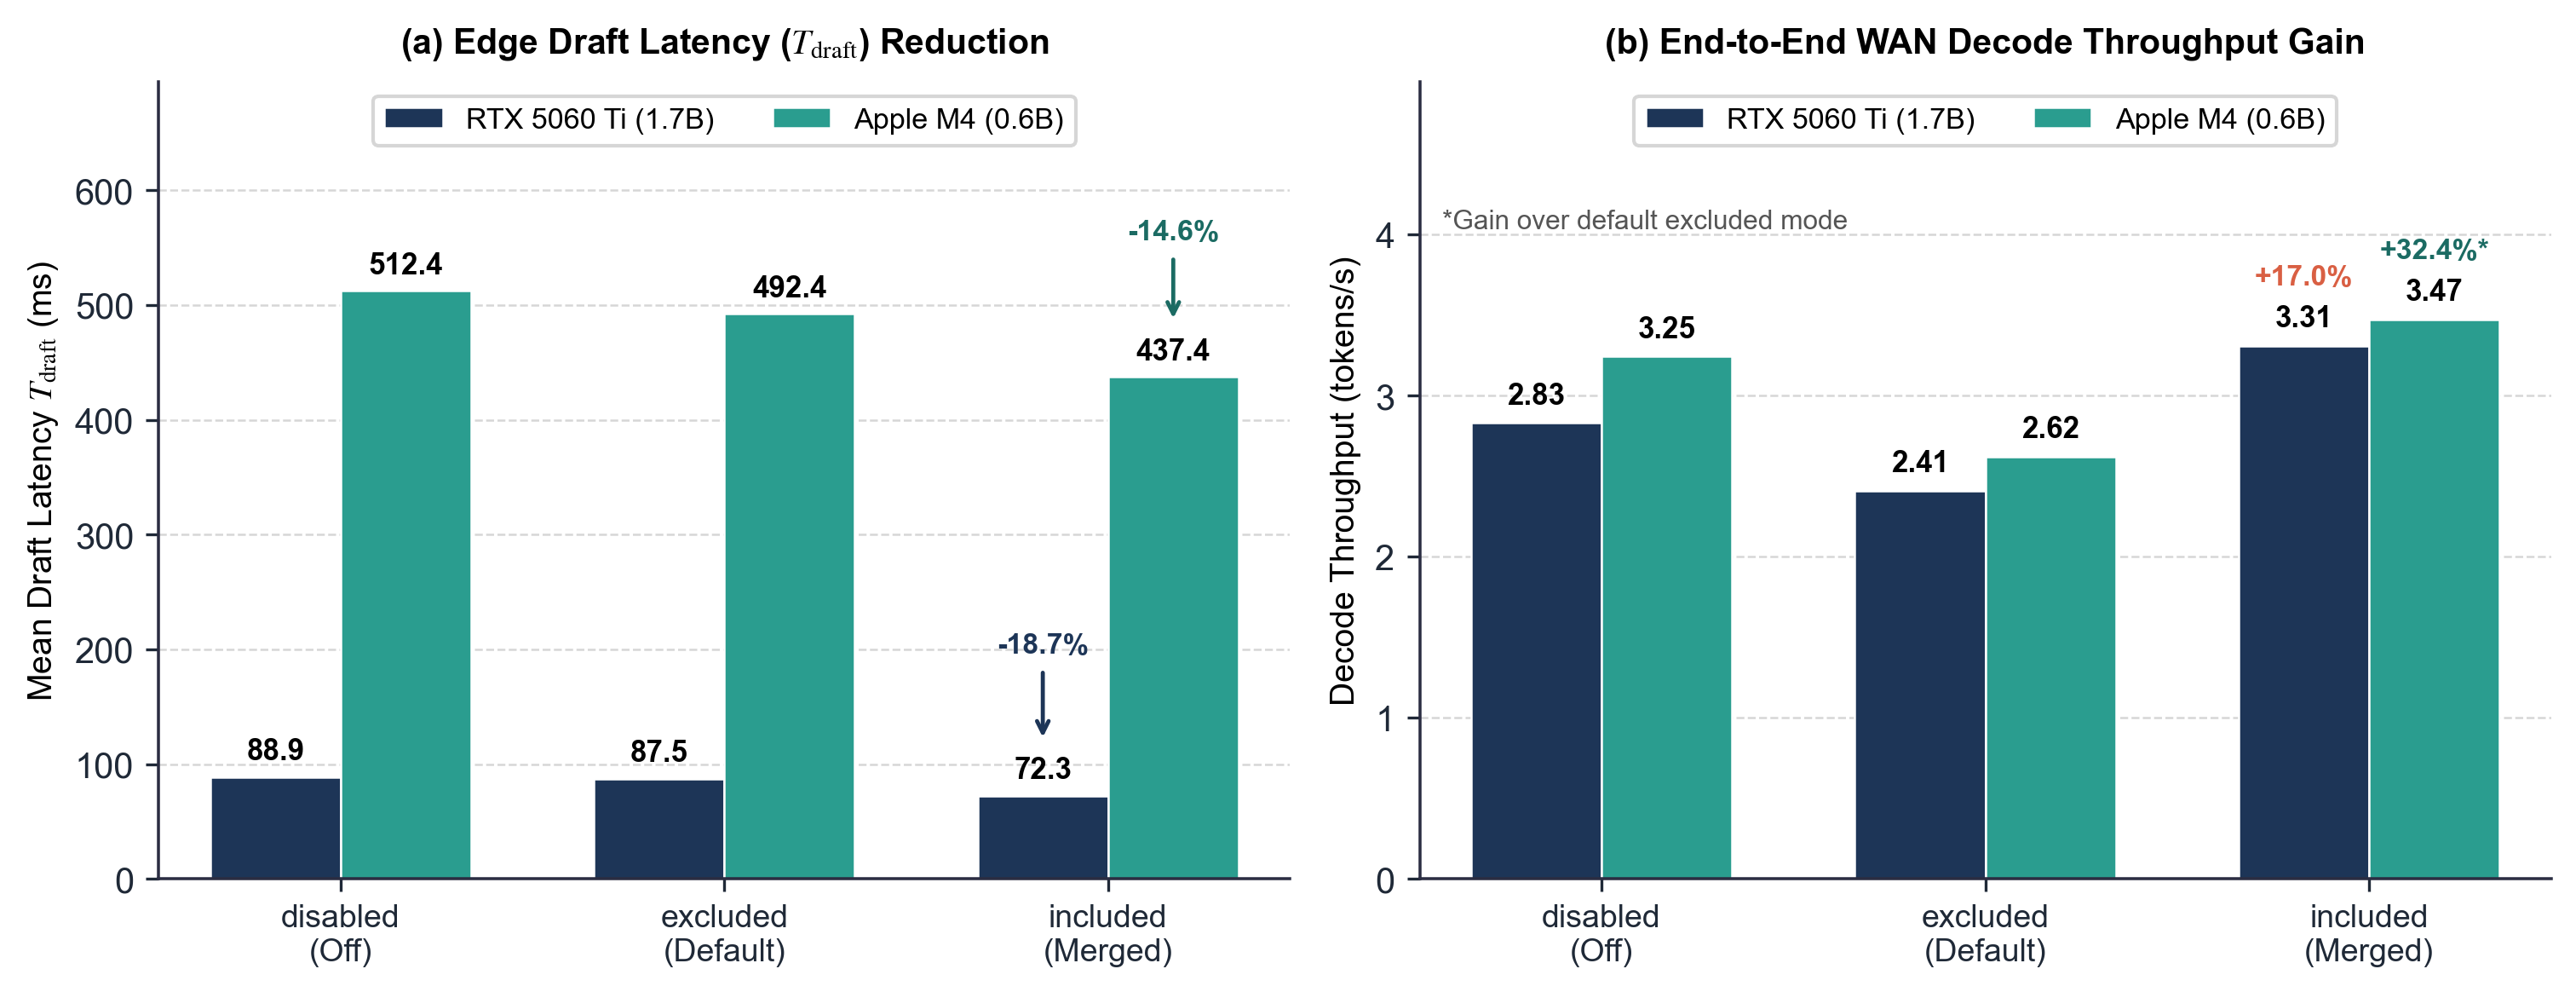 (a) Edge Draft Latency (T_draft) Reduction
RTX 5060 Ti (1.7B)
Apple M4 (0.6B)
Mean Draft Latency T_draft (ms)
600
500
400
300
200
100
0
512.4
492.4
-14.6%
437.4
-18.7%
88.9
87.5
72.3
disabled
(Off)
excluded
(Default)
included
(Merged)
(b) End-to-End WAN Decode Throughput Gain
RTX 5060 Ti (1.7B)
Apple M4 (0.6B)
*Gain over default excluded mode
Decode Throughput (tokens/s)
4
3
2
1
0
2.83
3.25
2.41
2.62
+17.0%
+32.4%*
3.31
3.47
disabled
(Off)
excluded
(Default)
included
(Merged)